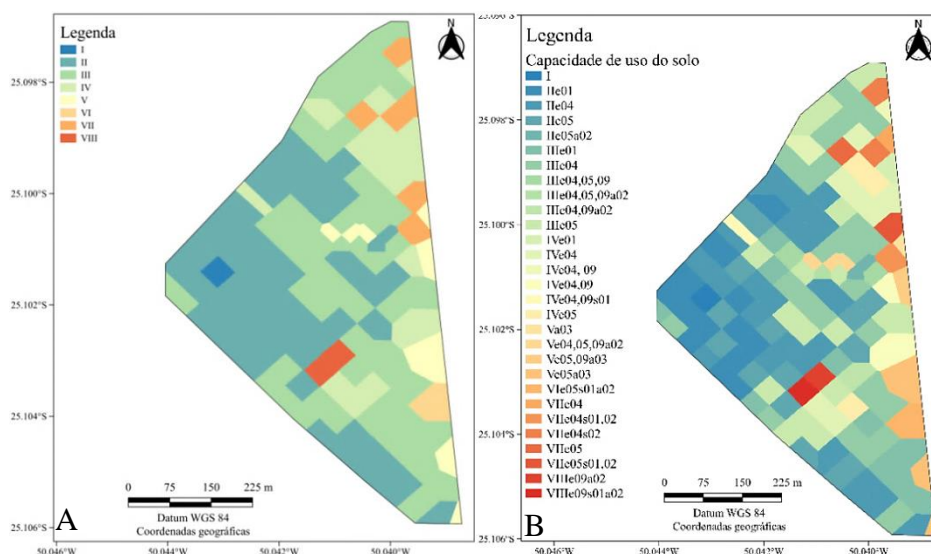 Legenda
I
II
III
IV
V
VI
VII
VIII
N
25.098°S
25.100°S
25.102°S
25.104°S
25.106°S
0 75 150 225 m
Datum WGS 84
Coordenadas geográficas
A
50.046°W 50.044°W 50.042°W 50.040°W
25.096°S
Legenda
Capacidade de uso do solo
I
IIe01
IIe04
IIe05
IIe05a02
IIIe01
IIIe04
IIIe04,05,09
IIIe04,05,09a02
IIIe04,09a02
IIIe05
IVe01
IVe04
IVe04, 09
IVe04,09
IVe04,09s01
IVe05
Va03
Ve04,05,09a02
Ve05,09a03
Ve05a03
VIe05s01a02
VIIe04
VIIe04s01,02
VIIe04s02
VIIe05
VIIe05s01,02
VIIIe09a02
VIIIe09s01a02
N
25.098°S
25.100°S
25.102°S
25.101°S
25.106°S
0 75 150 225 m
Datum WGS 84
Coordenadas geográficas
B
50.046°W 50.044°W 50.042°W 50.040°W